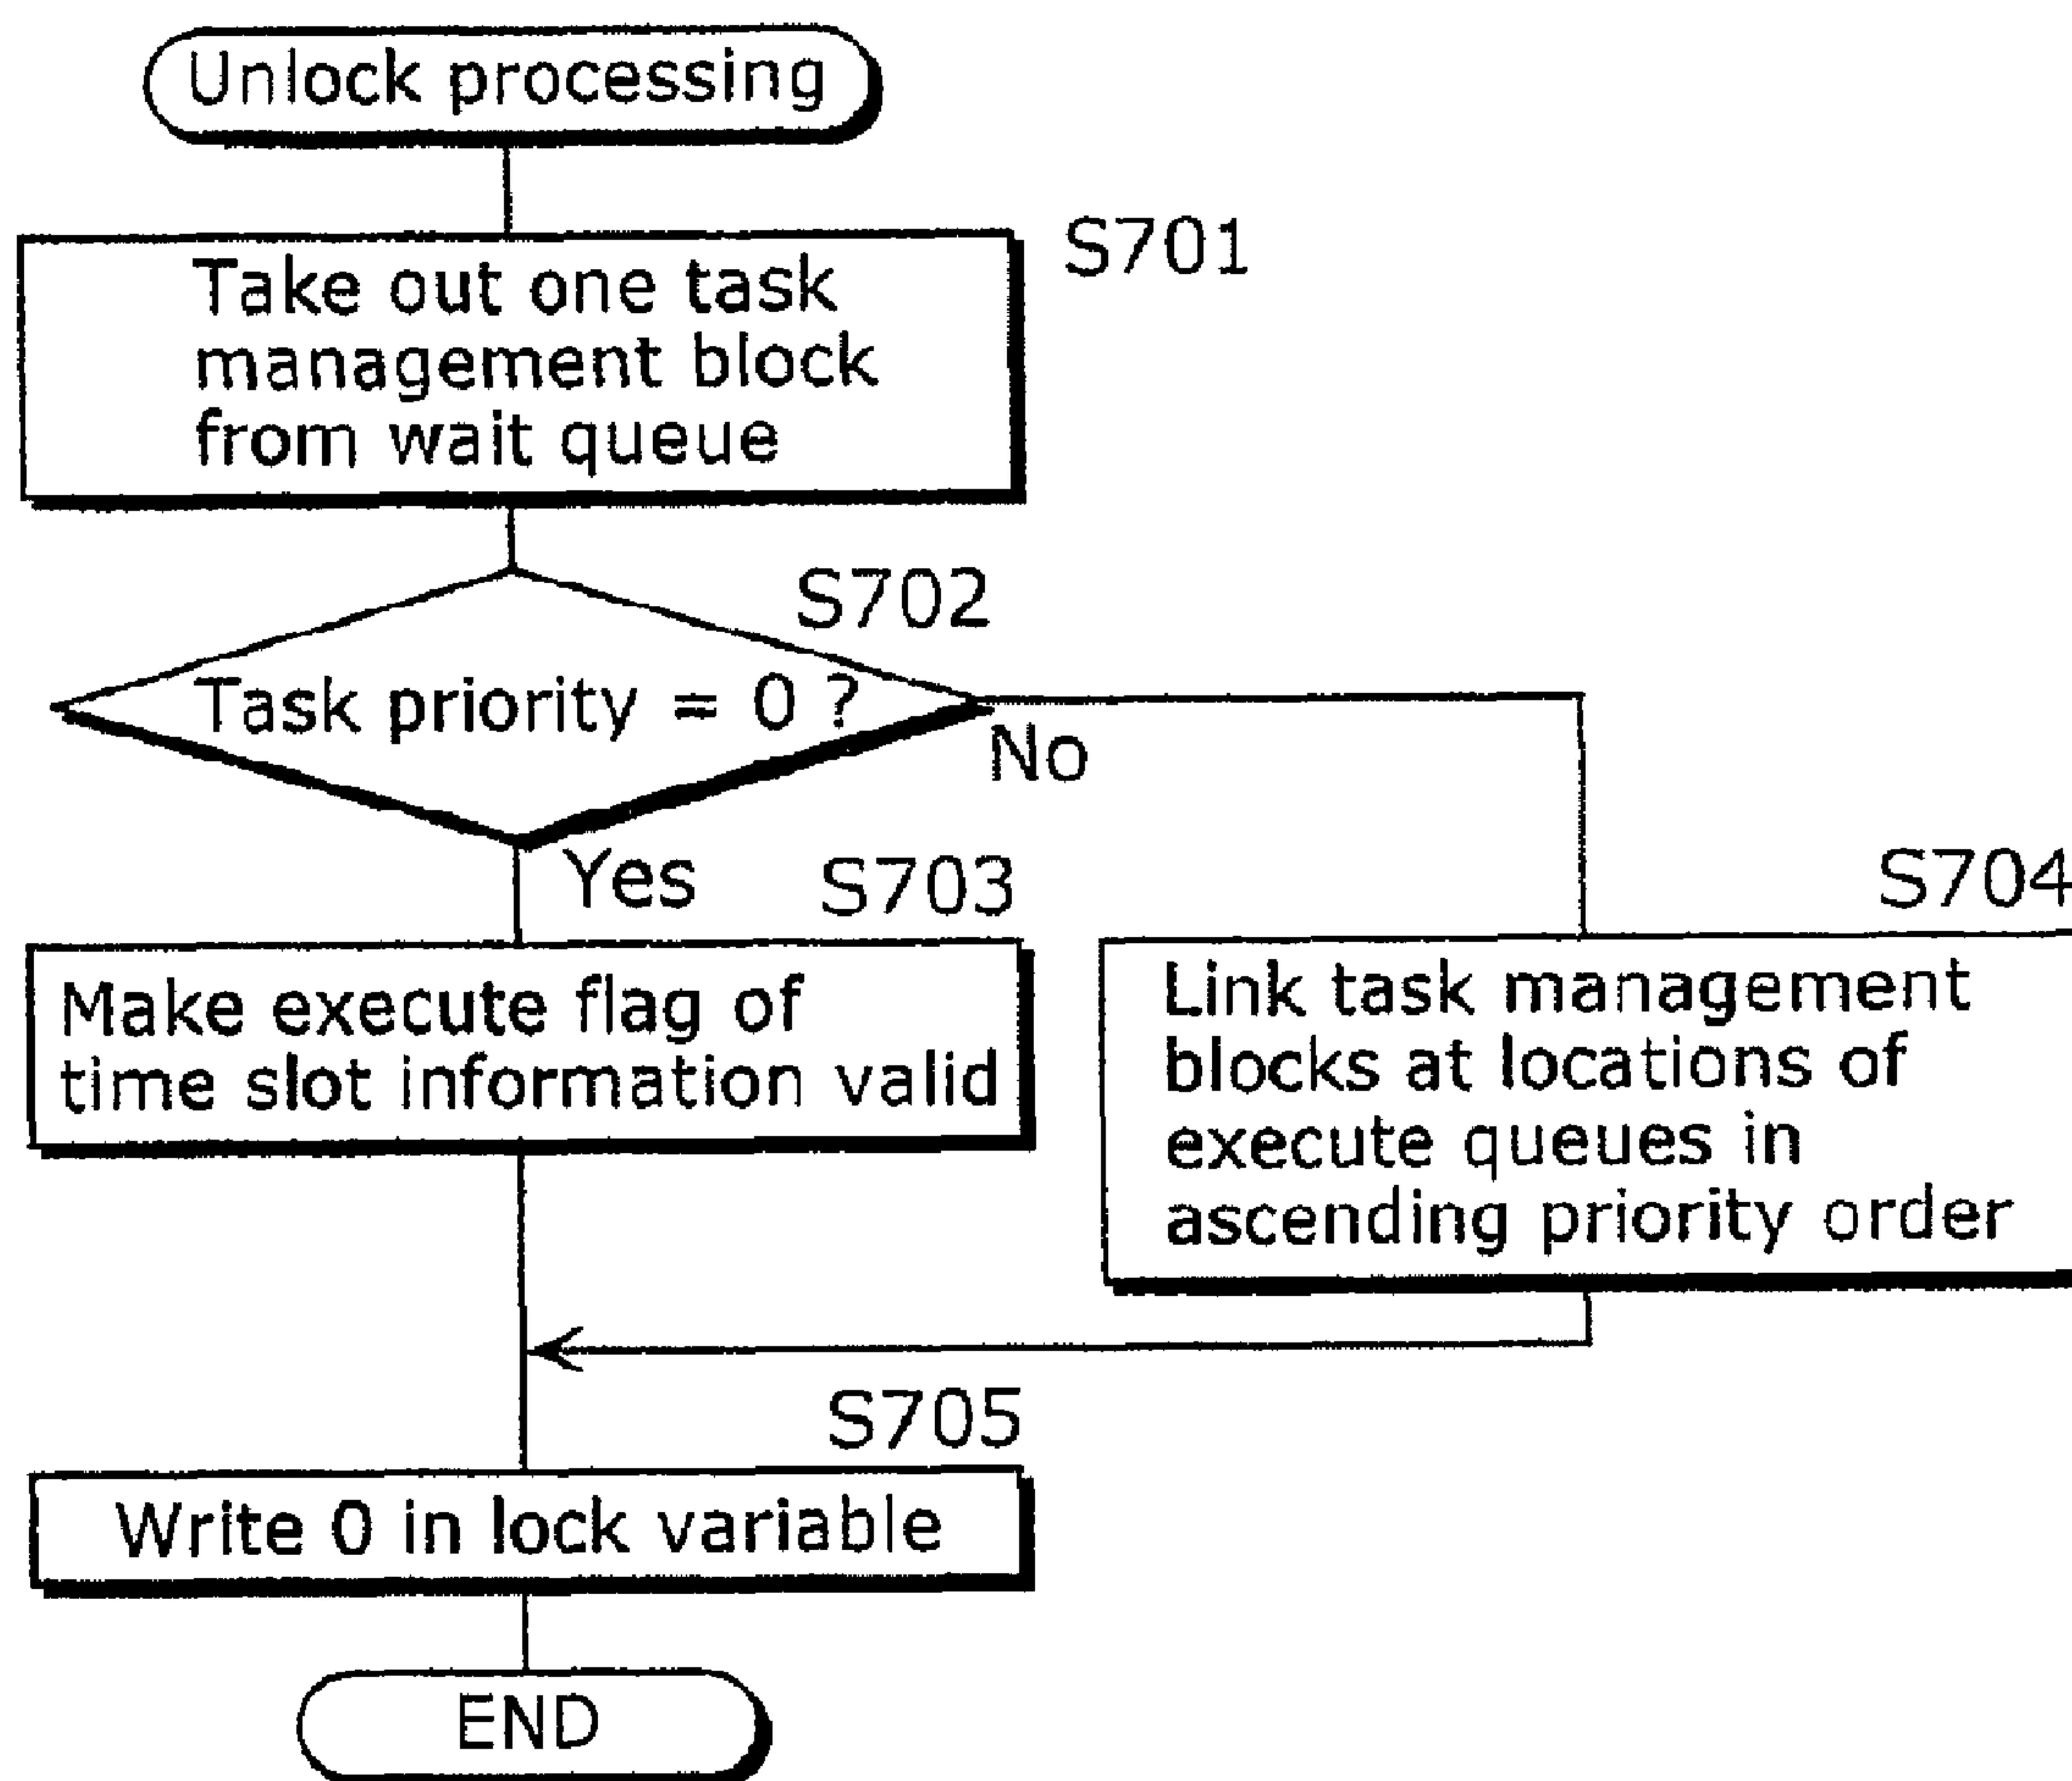 Unlock processing
S701
Take out one task
management block
from wait queue
S702
Task priority = 0 ?
No
Yes
S703
S704
Make execute flag of
time slot information valid
Link task management
blocks at locations of
execute queues in
ascending priority order
S705
Write 0 in lock variable
END